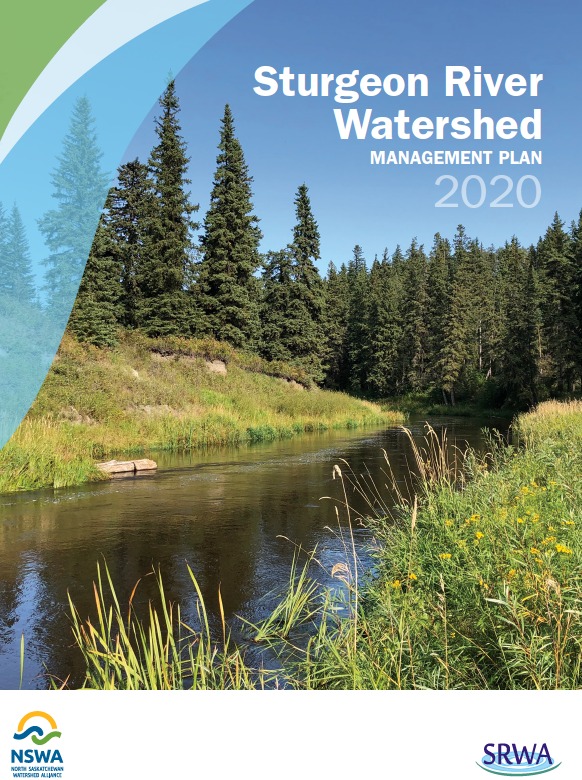 Sturgeon River
Watershed
MANAGEMENT PLAN
2020
NSWA
NORTH SASKATCHEWAN
WATERSHED ALLIANCE
SRWA